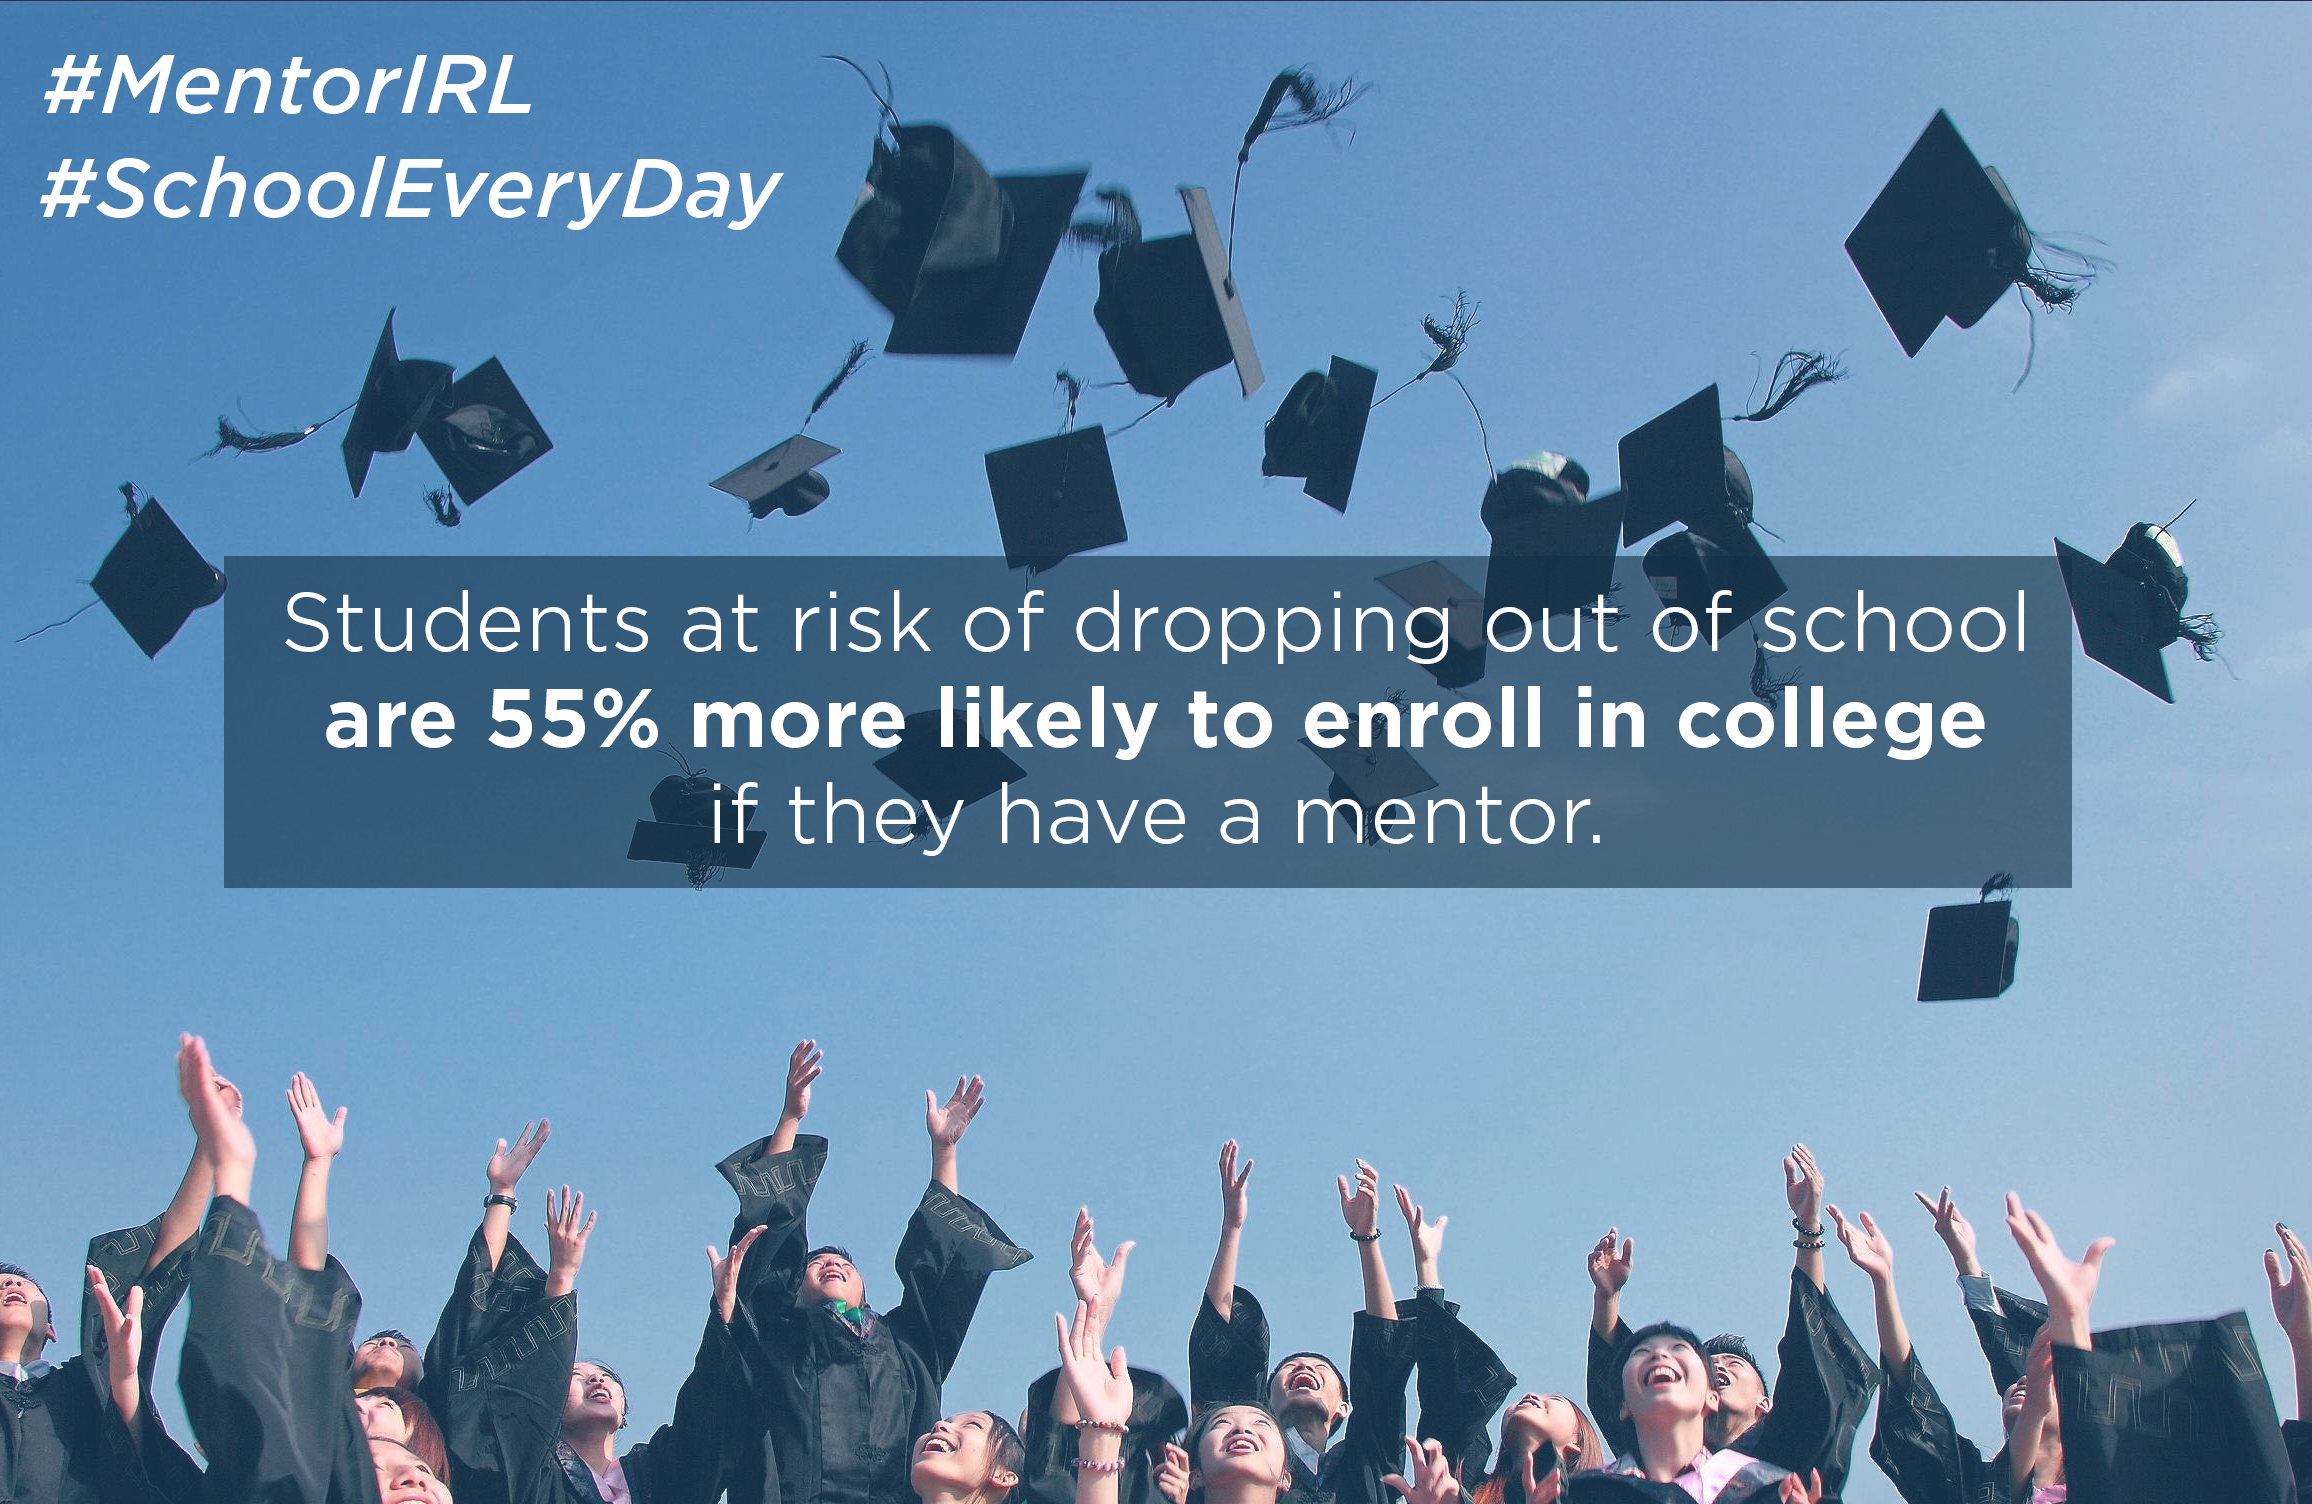 #MentorIRL
#SchoolEveryDay
Students at risk of dropping out of school
are 55% more likely to enroll in college
if they have a mentor.